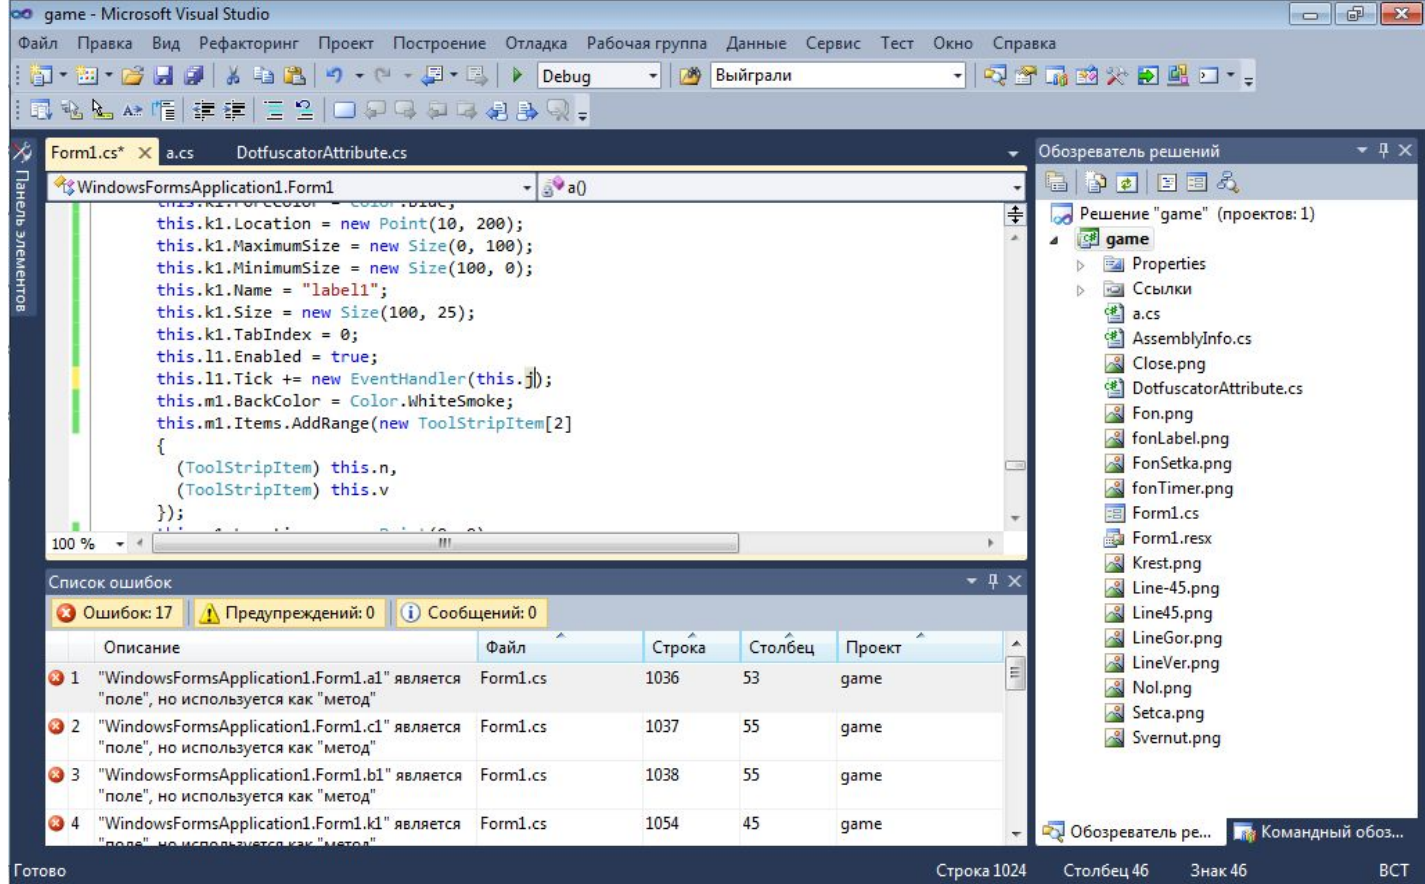 game - Microsoft Visual Studio
Файл Правка Вид Рефакторинг Проект Построение Отладка Рабочая группа Данные Сервис Тест Окно Справка
Debug Выйграли
Form1.cs* a.cs DotfuscatorAttribute.cs
Панель элементов
WindowsFormsApplication1.Form1 a()
this.k1.Location = new Point(10, 200);
this.k1.MaximumSize = new Size(0, 100);
this.k1.MinimumSize = new Size(100, 0);
this.k1.Name = "label1";
this.k1.Size = new Size(100, 25);
this.k1.TabIndex = 0;
this.l1.Enabled = true;
this.l1.Tick += new EventHandler(this.j);
this.m1.BackColor = Color.WhiteSmoke;
this.m1.Items.AddRange(new ToolStripItem[2]
{
(ToolStripItem) this.n,
(ToolStripItem) this.v
});
100 %
Список ошибок
Ошибок: 17 Предупреждений: 0 Сообщений: 0
Описание Файл Строка Столбец Проект
1 "WindowsFormsApplication1.Form1.a1" является Form1.cs 1036 53 game
"поле", но используется как "метод"
2 "WindowsFormsApplication1.Form1.c1" является Form1.cs 1037 55 game
"поле", но используется как "метод"
3 "WindowsFormsApplication1.Form1.b1" является Form1.cs 1038 55 game
"поле", но используется как "метод"
4 "WindowsFormsApplication1.Form1.k1" является Form1.cs 1054 45 game
"поле", но используется как "метод"
Обозреватель решений
Решение "game" (проектов: 1)
game
Properties
Ссылки
a.cs
AssemblyInfo.cs
Close.png
DotfuscatorAttribute.cs
Fon.png
fonLabel.png
FonSetka.png
fonTimer.png
Form1.cs
Form1.resx
Krest.png
Line-45.png
Line45.png
LineGor.png
LineVer.png
Nol.png
Setca.png
Svernut.png
Обозреватель ре... Командный обоз...
Готово Строка 1024 Столбец 46 Знак 46 ВСТ